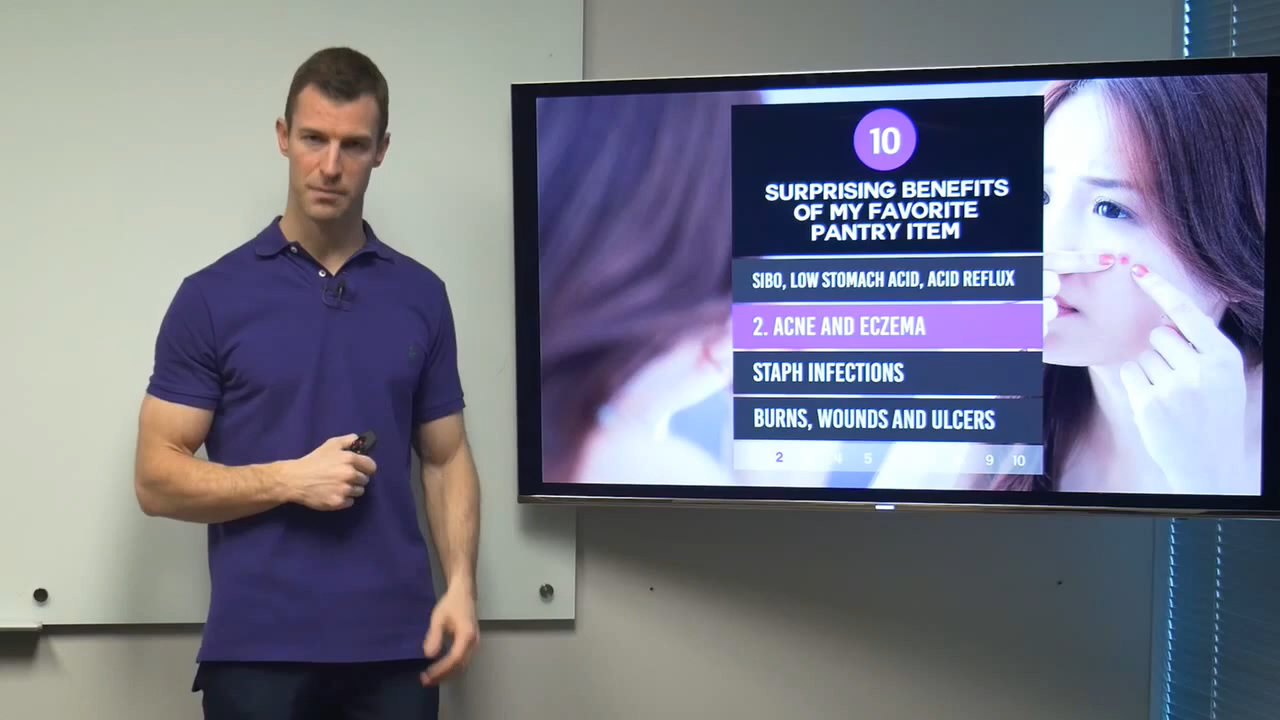 10
SURPRISING BENEFITS
OF MY FAVORITE
PANTRY ITEM
SIBO, LOW STOMACH ACID, ACID REFLUX
2. ACNE AND ECZEMA
STAPH INFECTIONS
BURNS, WOUNDS AND ULCERS
2 4 5 9 10